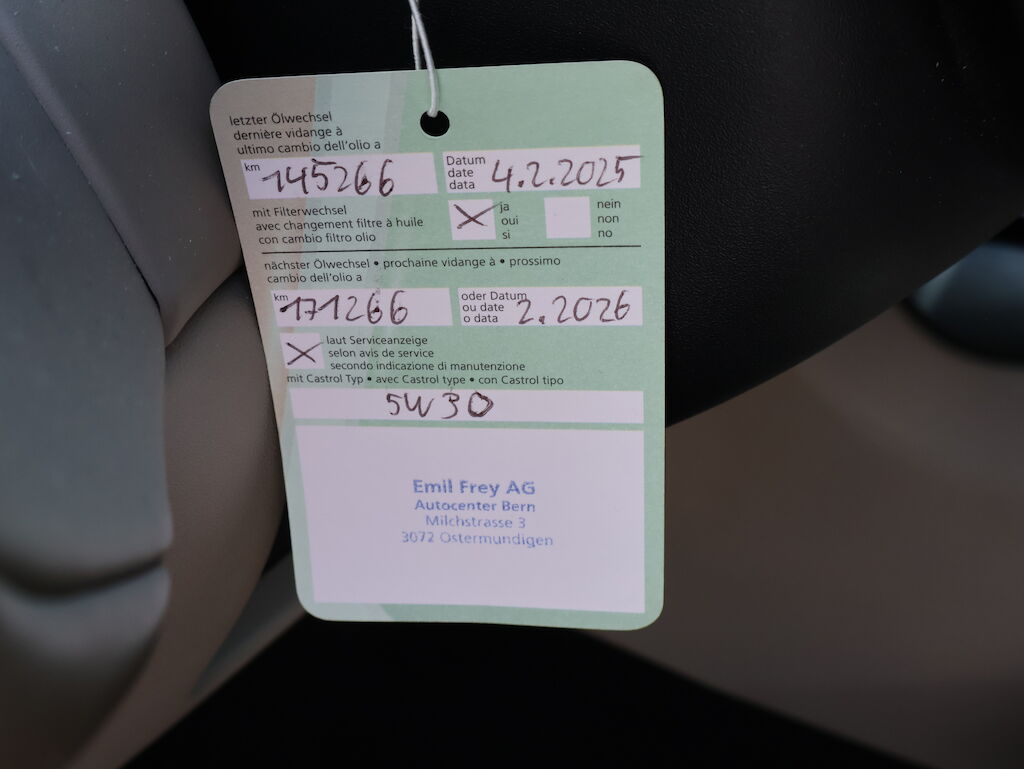 letzter Ölwechsel
dernière vidange à
ultimo cambio dell'olio a
km 145266
Datum
date
data 4.2.2025
mit Filterwechsel
avec changement filtre à huile
con cambio filtro olio
ja
oui
si
nein
non
no
nächster Ölwechsel • prochaine vidange à • prossimo
cambio dell'olio a
km 171266
oder Datum
ou date
o data 2.2026
laut Serviceanzeige
selon avis de service
secondo indicazione di manutenzione
mit Castrol Typ • avec Castrol type • con Castrol tipo
5W30
Emil Frey AG
Autocenter Bern
Milchstrasse 3
3072 Ostermundigen